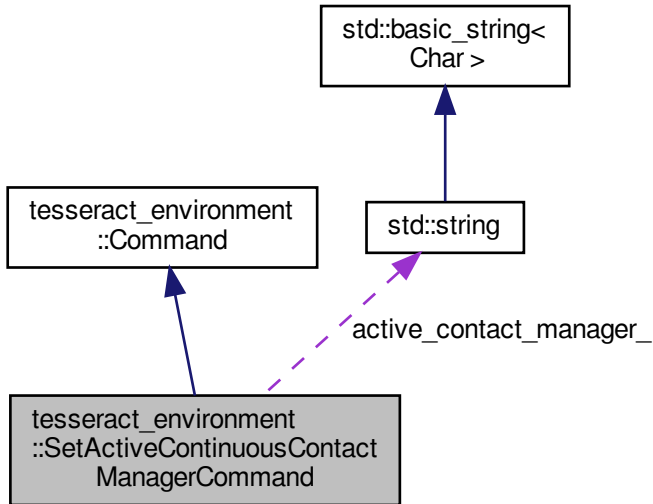 std::basic_string<
Char >
tesseract_environment
::Command
std::string
active_contact_manager_
tesseract_environment
::SetActiveContinuousContact
ManagerCommand